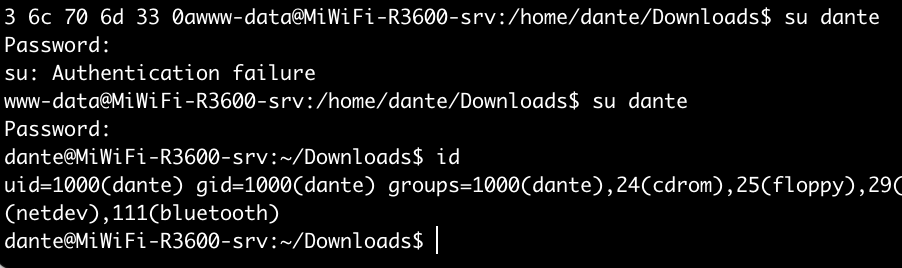 3 6c 70 6d 33 0awww-data@MiWiFi-R3600-srv:/home/dante/Downloads$ su dante
Password:
su: Authentication failure
www-data@MiWiFi-R3600-srv:/home/dante/Downloads$ su dante
Password:
dante@MiWiFi-R3600-srv:~/Downloads$ id
uid=1000(dante) gid=1000(dante) groups=1000(dante),24(cdrom),25(floppy),29(
(netdev),111(bluetooth)
dante@MiWiFi-R3600-srv:~/Downloads$